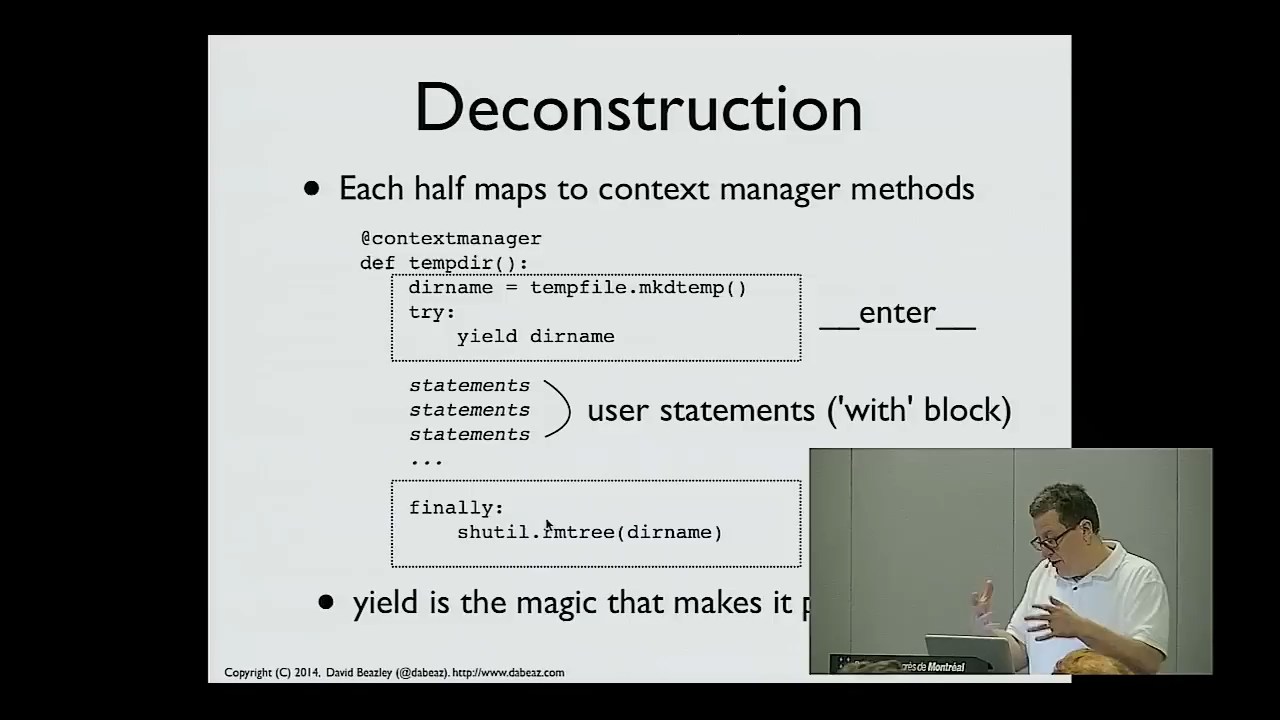 Deconstruction
• Each half maps to context manager methods
@contextmanager
def tempdir():
dirname = tempfile.mkdtemp()
try:
yield dirname
__enter__
statements
statements
statements
...
user statements ('with' block)
finally:
shutil.rmtree(dirname)
• yield is the magic that makes it
Copyright (C) 2014, David Beazley (@dabeaz). http://www.dabeaz.com
de Montréal